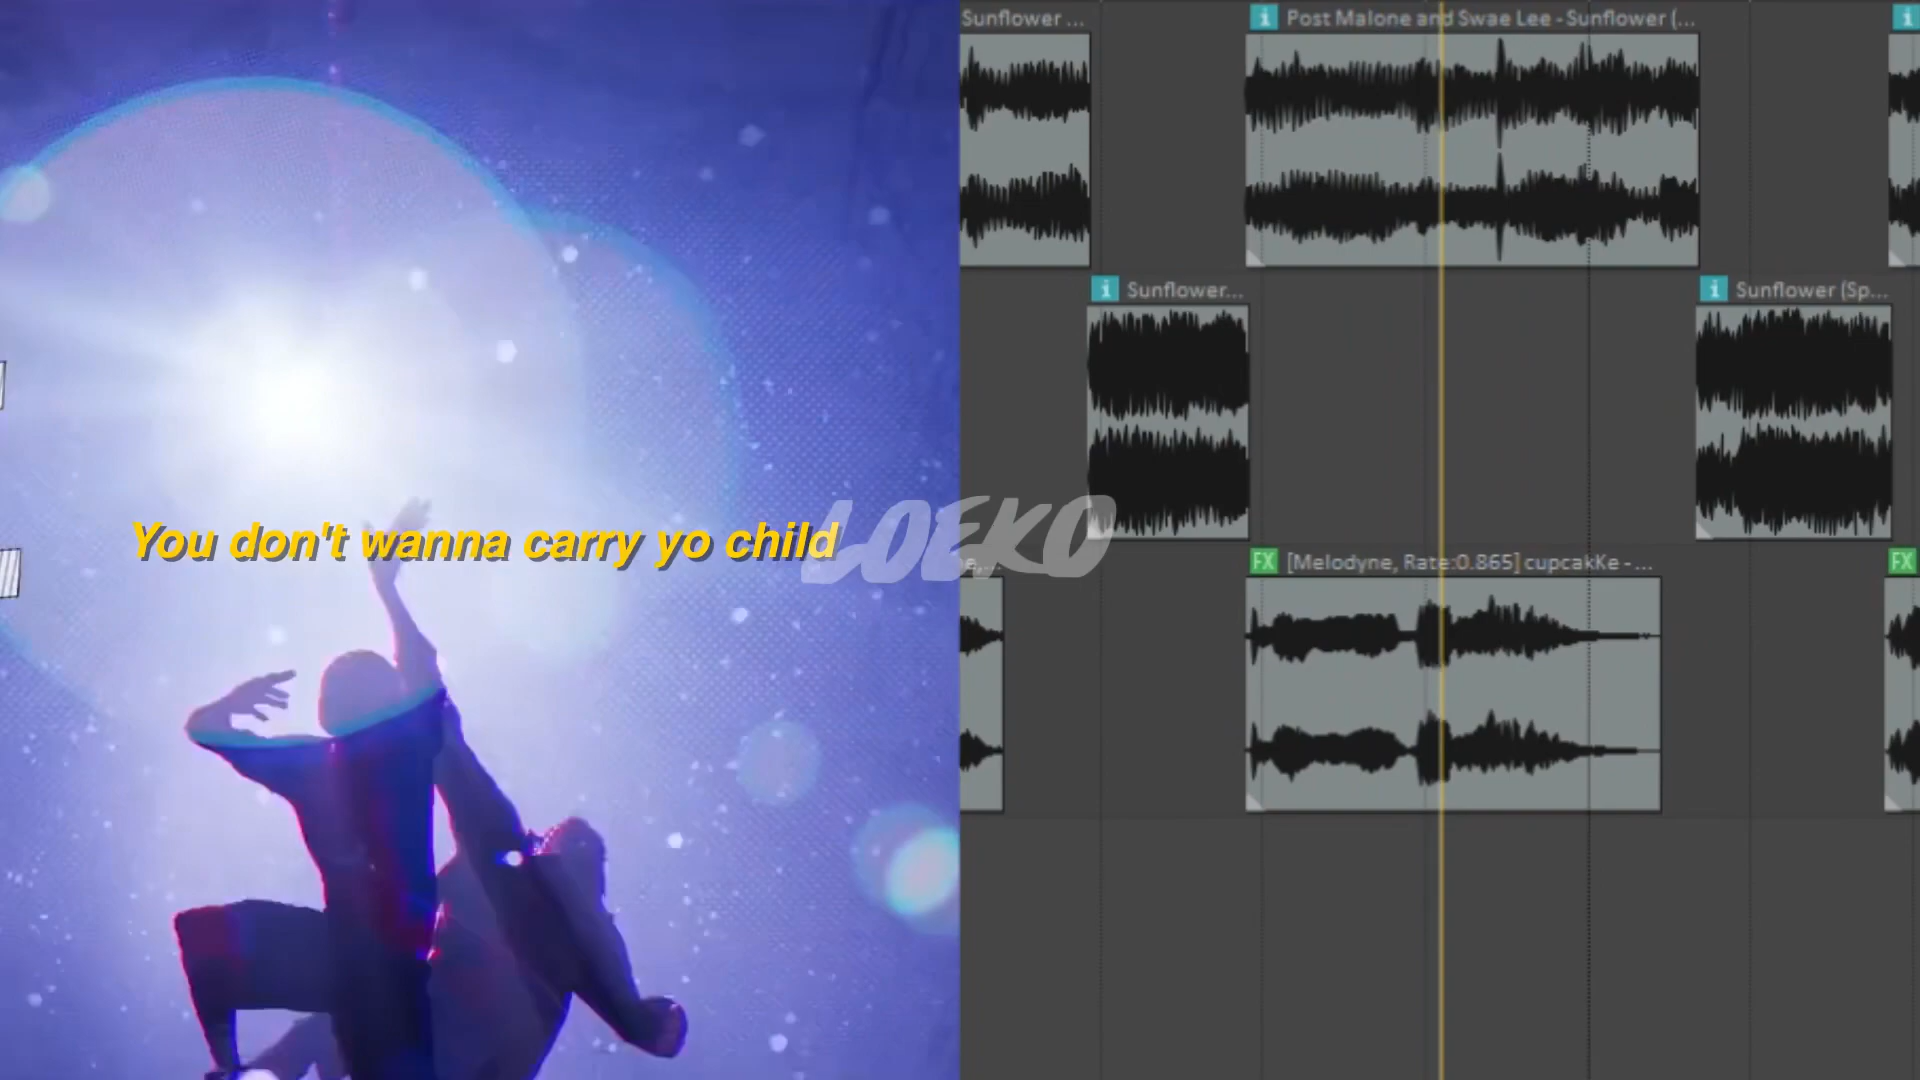 Sunflower ...
i Post Malone and Swae Lee - Sunflower (...
i
i Sunflower...
i Sunflower (Sp...
You don't wanna carry yo child
LOEKO
e,...
FX [Melodyne, Rate:0.865] cupcakKe - ...
FX